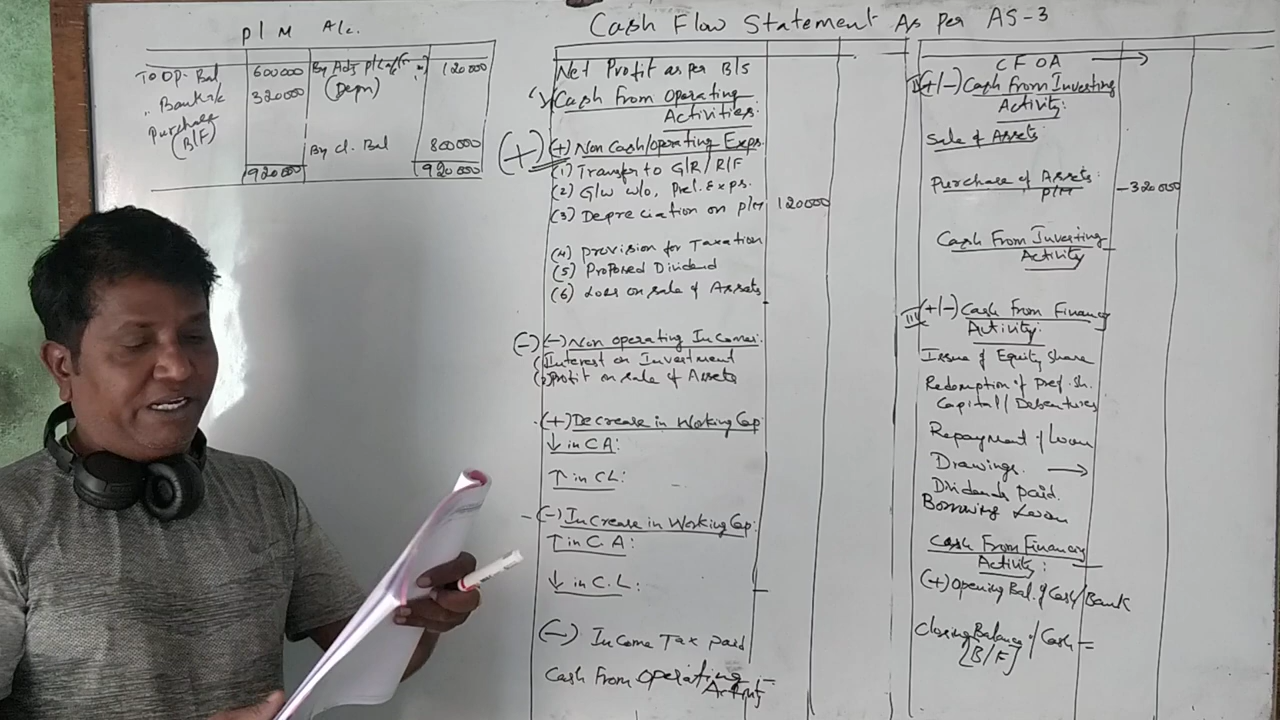 Cash Flow Statement As Per AS-3
P/M A/c.
To Op. Bal 600000 By Adj P/L a/c 120000
(Depn)
" Bank a/c 320000
Purchase
(B/F)
By Cl. Bal 800000
920000 920000
Net Profit as per B/s
Cash From Operating
Activities:
(+) (+) Non Cash/operating Exps.
(1) Transfer to G/R / R/F
(2) G/w w/o, Prel. Exps.
(3) Depreciation on P/M 120000
(4) Provision for Taxation
(5) Proposed Dividend
(6) Loss on sale of Assets
(-) (-) Non operating Incomes:
(1) Interest on Investment
(2) Profit on sale of Assets
(+) Decrease in Working Cap
↓ in CA:
↑ in CL:
(-) Increase in Working Cap:
↑ in C.A:
↓ in C.L:
(-) Income Tax paid
Cash From Operating
Activity
CFOA →
II (+/-) Cash From Investing
Activity:
Sale of Assets:
Purchase of Assets:
P/M -320000
Cash From Investing
Activity
III (+/-) Cash From Financy
Activity:
Issue of Equity Share
Redemption of Pref. Sh.
Capital/Debentures
Repayment of Loan
Drawings. →
Dividends paid.
Borrowing Loan
Cash From Financy
Activity:
(+) Opening Bal. of Cash/Bank
Closing Balance of Cash =
[B/F]